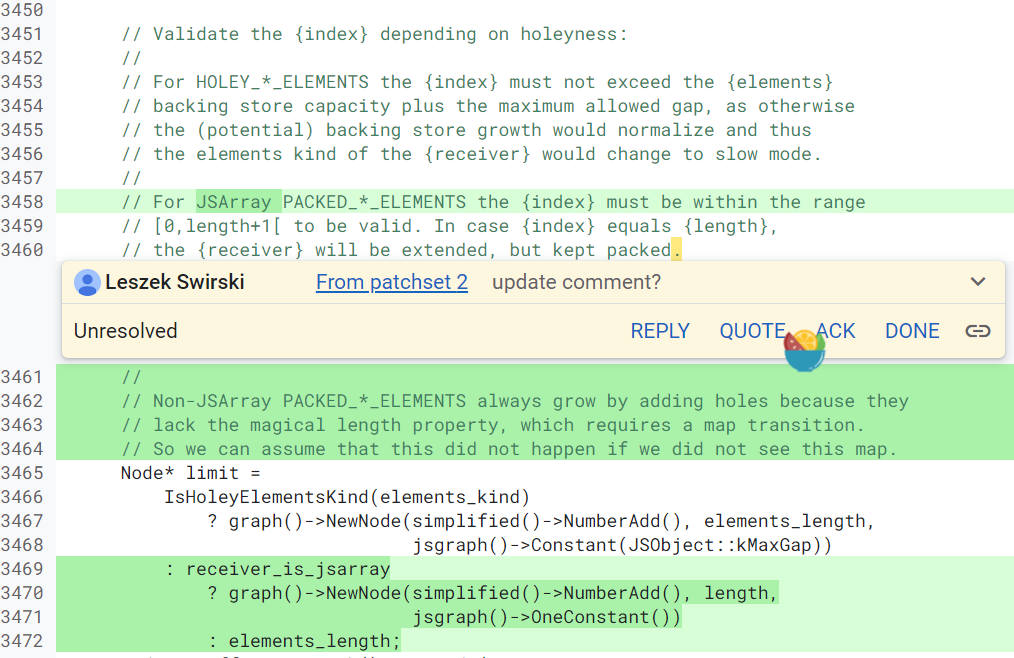 3450
3451 // Validate the {index} depending on holeyness:
3452 //
3453 // For HOLEY_*_ELEMENTS the {index} must not exceed the {elements}
3454 // backing store capacity plus the maximum allowed gap, as otherwise
3455 // the (potential) backing store growth would normalize and thus
3456 // the elements kind of the {receiver} would change to slow mode.
3457 //
3458 // For JSArray PACKED_*_ELEMENTS the {index} must be within the range
3459 // [0,length+1[ to be valid. In case {index} equals {length},
3460 // the {receiver} will be extended, but kept packed.
Leszek Swirski From patchset 2 update comment?
Unresolved REPLY QUOTE ACK DONE
3461 //
3462 // Non-JSArray PACKED_*_ELEMENTS always grow by adding holes because they
3463 // lack the magical length property, which requires a map transition.
3464 // So we can assume that this did not happen if we did not see this map.
3465 Node* limit =
3466 IsHoleyElementsKind(elements_kind)
3467 ? graph()->NewNode(simplified()->NumberAdd(), elements_length,
3468 jsgraph()->Constant(JSObject::kMaxGap))
3469 : receiver_is_jsarray
3470 ? graph()->NewNode(simplified()->NumberAdd(), length,
3471 jsgraph()->OneConstant())
3472 : elements_length;